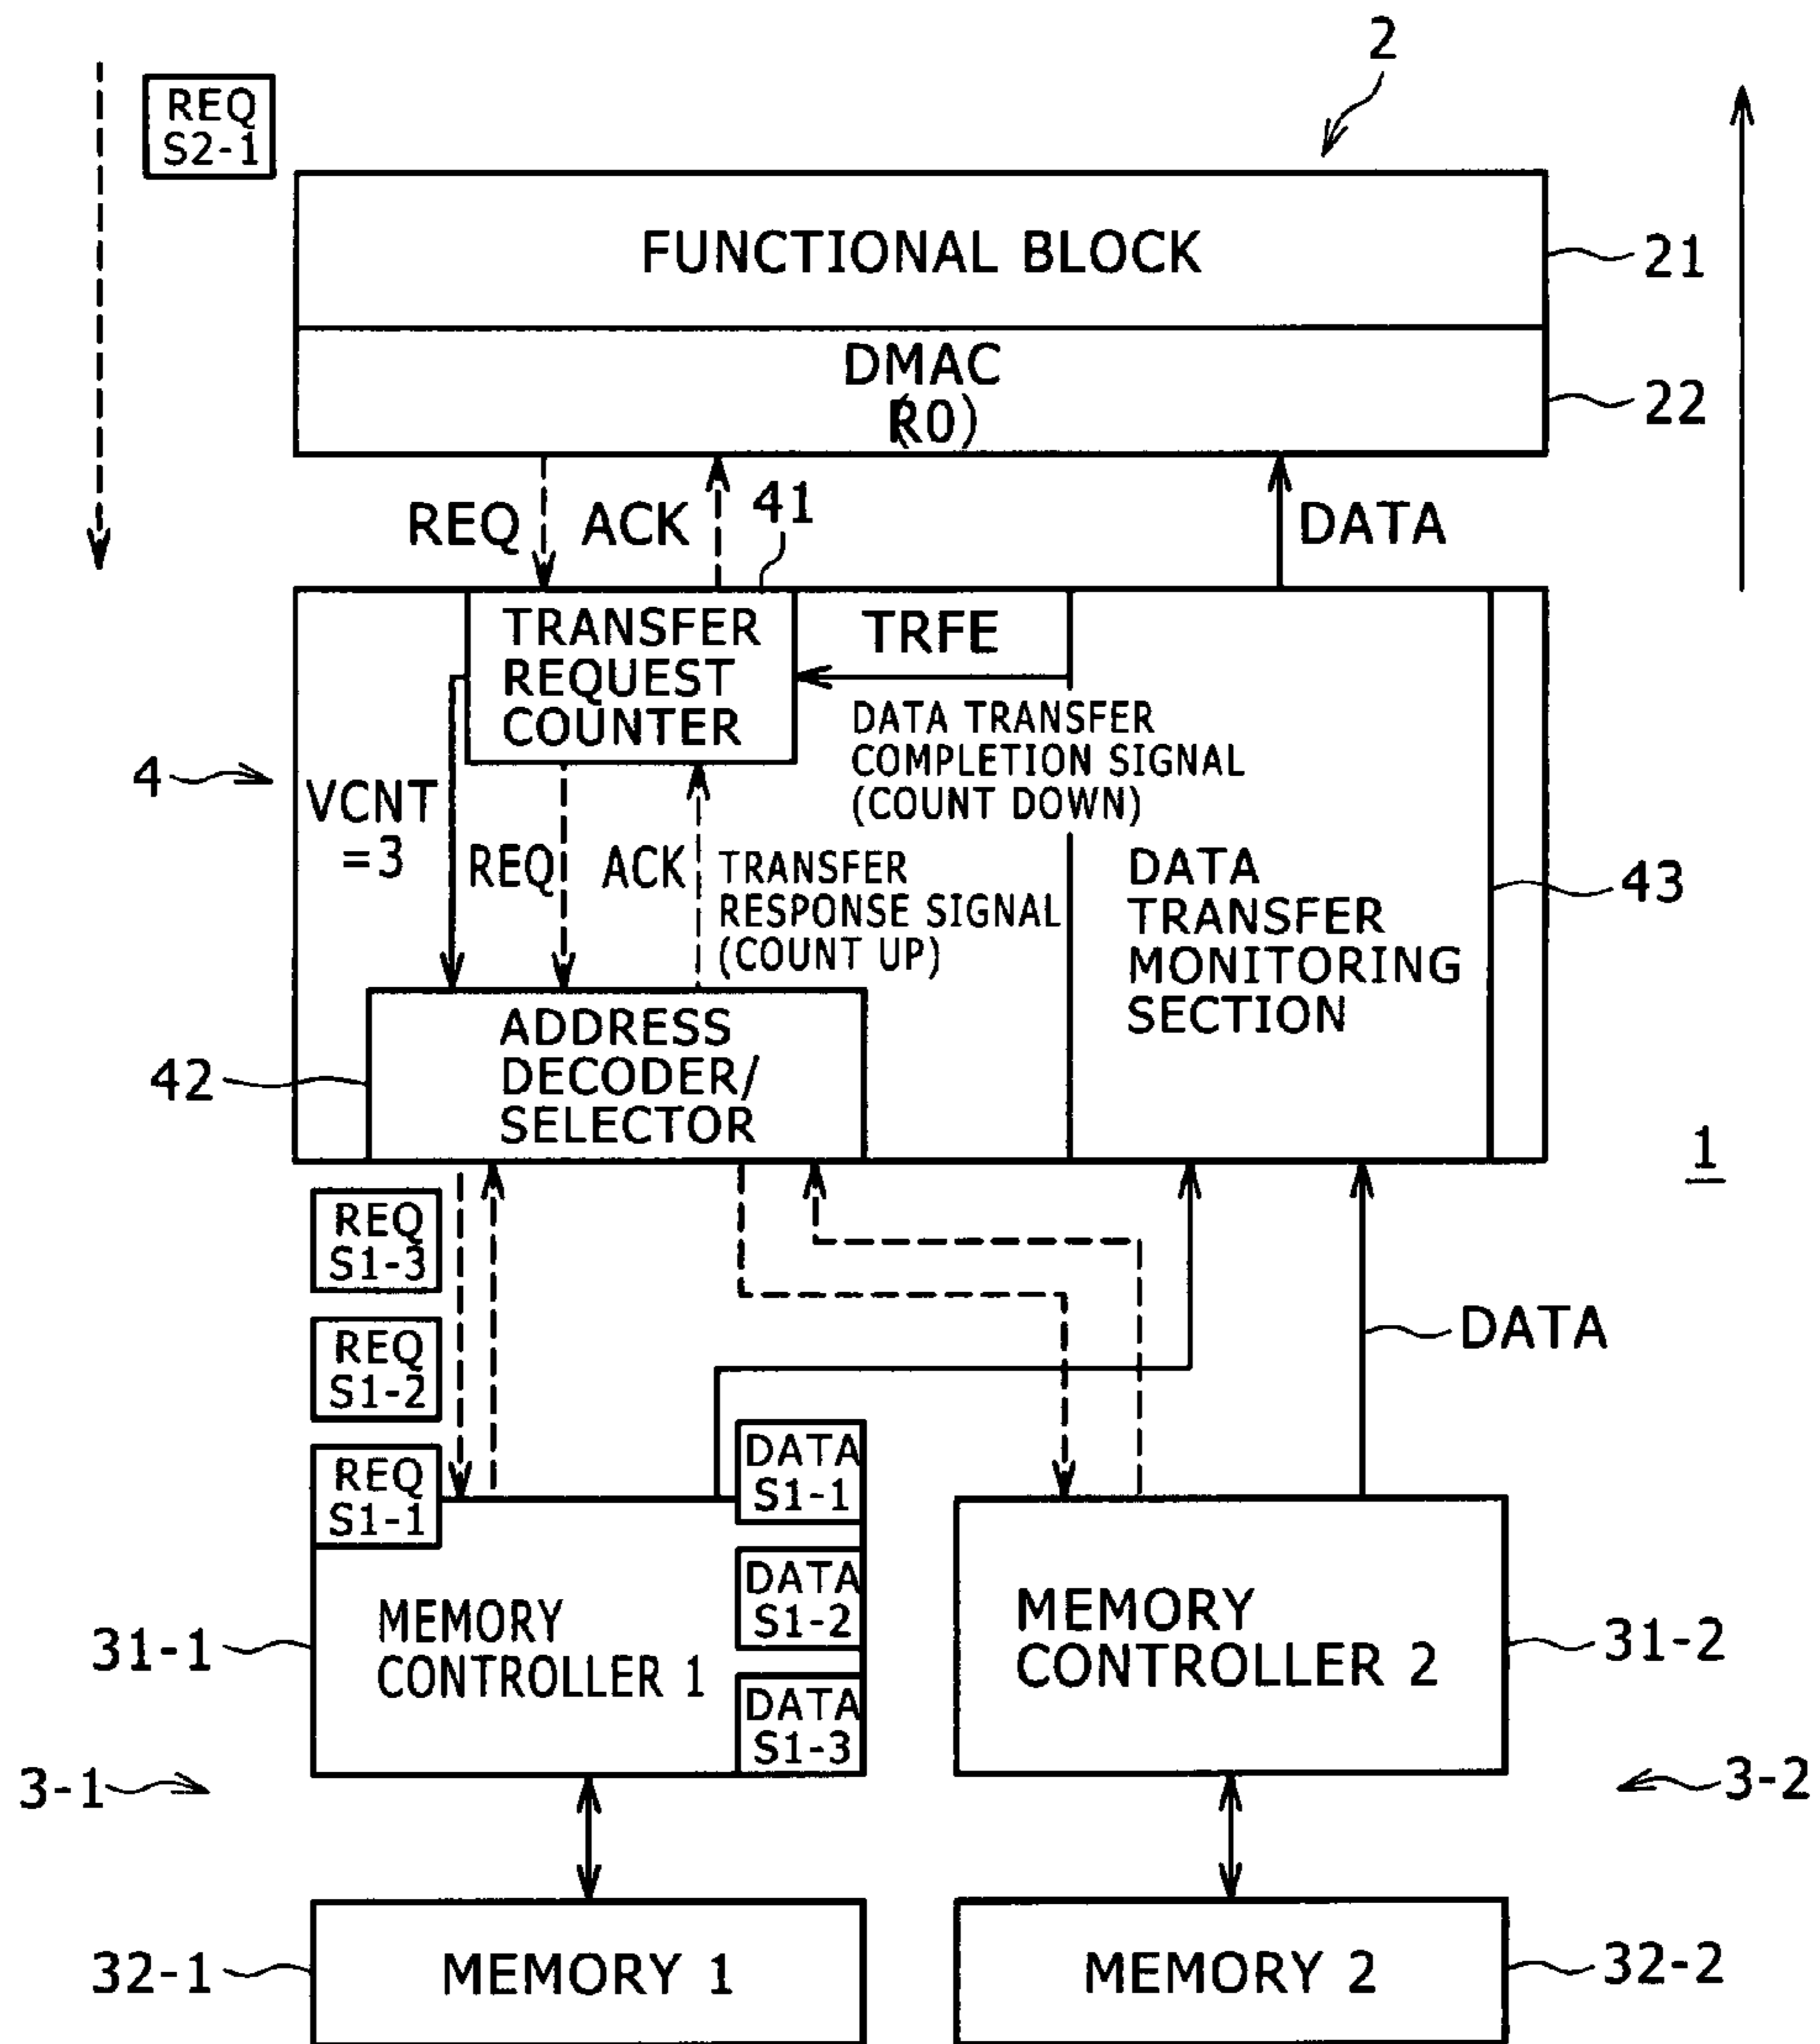 2
REQ
S2-1
FUNCTIONAL BLOCK
21
DMAC
(R0)
22
REQ
ACK
41
DATA
TRANSFER
REQUEST
COUNTER
TRFE
DATA TRANSFER
COMPLETION SIGNAL
(COUNT DOWN)
4
VCNT
=3
REQ
ACK
TRANSFER
RESPONSE SIGNAL
(COUNT UP)
DATA
TRANSFER
MONITORING
SECTION
43
ADDRESS
DECODER/
SELECTOR
42
1
REQ
S1-3
REQ
S1-2
REQ
S1-1
DATA
DATA
S1-1
DATA
S1-2
DATA
S1-3
MEMORY
CONTROLLER 1
31-1
MEMORY
CONTROLLER 2
31-2
3-1
3-2
32-1
MEMORY 1
MEMORY 2
32-2